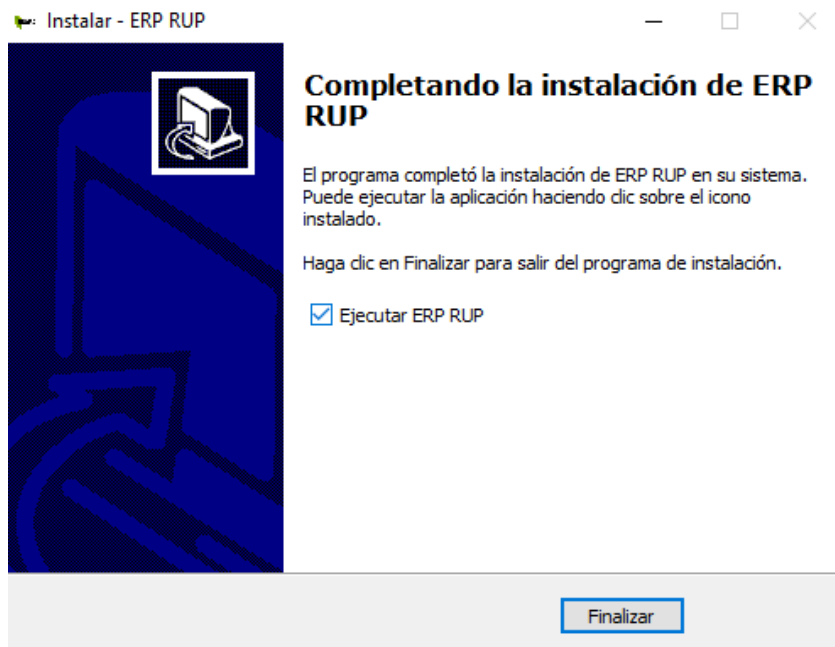 Instalar - ERP RUP
Completando la instalación de ERP
RUP
El programa completó la instalación de ERP RUP en su sistema.
Puede ejecutar la aplicación haciendo clic sobre el icono
instalado.
Haga clic en Finalizar para salir del programa de instalación.
Ejecutar ERP RUP
Finalizar